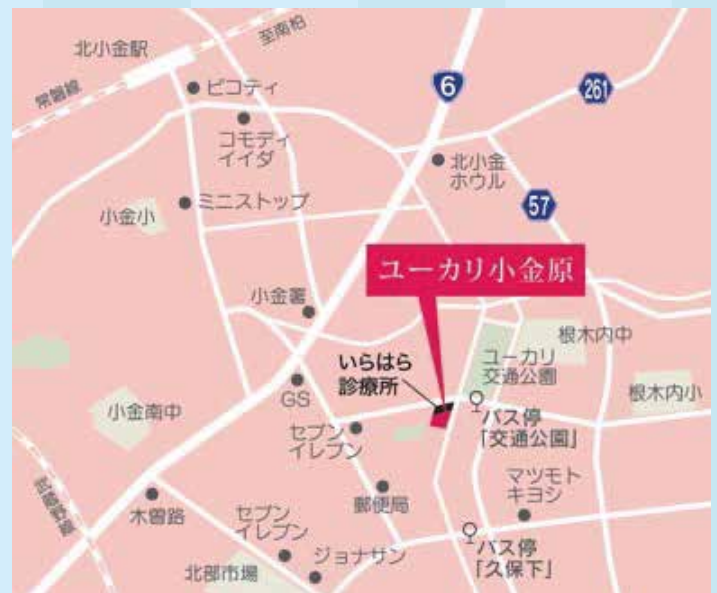 至南柏
北小金駅
常磐線
ピコティ
6
261
コモディ
イイダ
北小金
ホウル
小金小
ミニストップ
57
ユーカリ小金原
小金署
根木内中
いらはら
診療所
ユーカリ
交通公園
GS
根木内小
小金南中
セブン
イレブン
バス停
「交通公園」
マツモト
キヨシ
木曽路
郵便局
セブン
イレブン
ジョナサン
北部市場
バス停
「久保下」